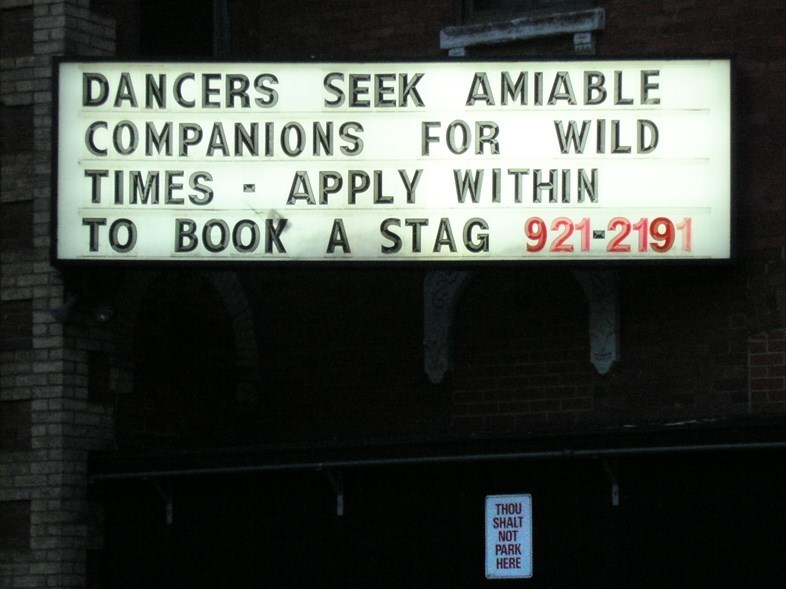 DANCERS SEEK AMIABLE
COMPANIONS FOR WILD
TIMES - APPLY WITHIN
TO BOOK A STAG 921-2191
THOU
SHALT
NOT
PARK
HERE